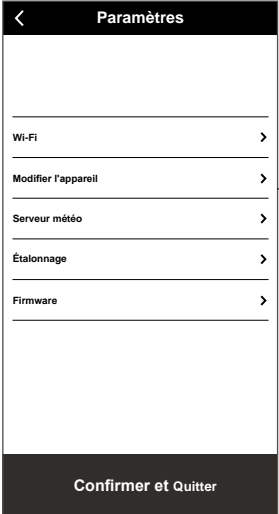 Paramètres
Wi-Fi
Modifier l'appareil
Serveur météo
Étalonnage
Firmware
Confirmer et Quitter